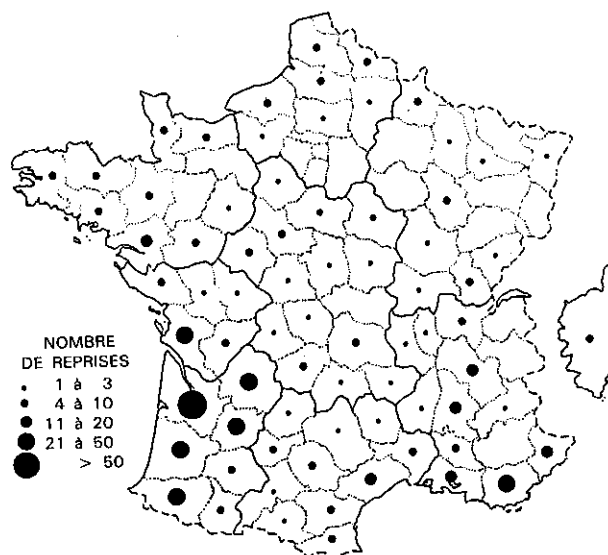 NOMBRE
DE REPRISES
1 à 3
4 à 10
11 à 20
21 à 50
> 50